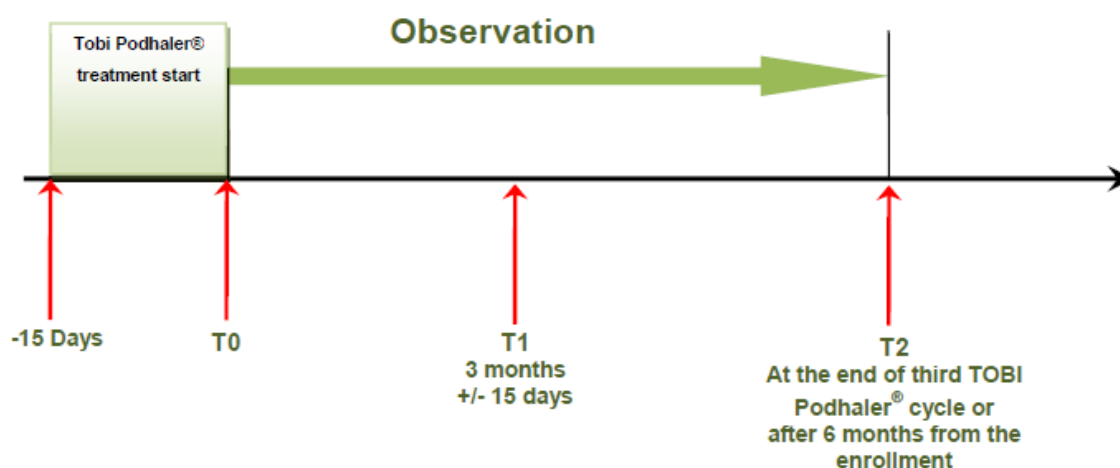 Tobi Podhaler®
treatment start
Observation
-15 Days
T0
T1
3 months
+/- 15 days
T2
At the end of third TOBI
Podhaler® cycle or
after 6 months from the
enrollment